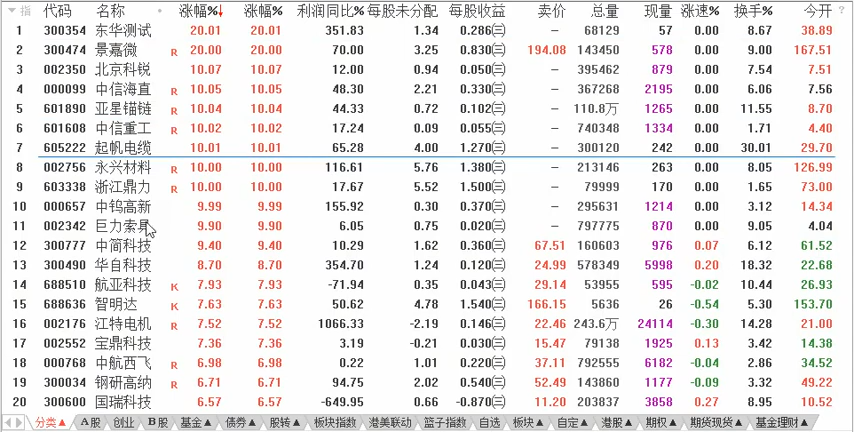 指 代码 名称 涨幅%↓ 涨幅% 利润同比% 每股未分配 每股收益 卖价 总量 现量 涨速% 换手% 今开
1 300354 东华测试 20.01 20.01 351.83 1.34 0.286㈢ — 68129 57 0.00 8.67 38.89
2 300474 景嘉微 R 20.00 20.00 70.00 3.25 0.830㈢ 194.08 143450 578 0.00 9.00 167.51
3 002350 北京科锐 10.07 10.07 12.00 0.94 0.050㈢ — 395462 879 0.00 7.54 7.51
4 000099 中信海直 R 10.05 10.05 48.30 2.21 0.330㈢ — 367268 2195 0.00 6.06 7.56
5 601890 亚星锚链 R 10.04 10.04 44.33 0.72 0.102㈢ — 110.8万 1265 0.00 11.55 8.70
6 601608 中信重工 R 10.02 10.02 17.24 0.09 0.055㈢ — 740348 1334 0.00 1.71 4.40
7 605222 起帆电缆 10.01 10.01 65.28 4.00 1.270㈢ — 300120 242 0.00 30.01 29.70
8 002756 永兴材料 R 10.00 10.00 116.61 5.76 1.380㈢ — 213146 263 0.00 8.05 126.99
9 603338 浙江鼎力 R 10.00 10.00 17.67 5.52 1.500㈢ — 79999 170 0.00 1.65 73.00
10 000657 中钨高新 9.99 9.99 155.92 0.30 0.370㈢ — 295631 1214 0.00 3.12 14.34
11 002342 巨力索具 9.90 9.90 6.05 0.75 0.020㈢ — 797775 870 0.00 9.05 4.04
12 300777 中简科技 9.40 9.40 10.29 1.62 0.360㈢ 67.51 160603 976 0.07 6.12 61.52
13 300490 华自科技 8.70 8.70 354.70 1.24 0.120㈢ 24.99 578349 5998 0.20 18.32 22.68
14 688510 航亚科技 K 7.93 7.93 -71.94 0.35 0.043㈢ 29.14 53955 595 -0.02 10.44 26.93
15 688636 智明达 K 7.63 7.63 50.62 4.78 1.540㈢ 166.15 5636 26 -0.54 5.30 153.70
16 002176 江特电机 R 7.52 7.52 1066.33 -2.19 0.146㈢ 22.46 243.6万 24114 -0.30 14.28 21.00
17 002552 宝鼎科技 7.36 7.36 3.19 -0.21 0.030㈢ 15.47 79138 1925 0.13 3.42 14.38
18 000768 中航西飞 R 6.98 6.98 0.22 1.01 0.220㈢ 37.11 792555 6182 -0.04 2.86 34.52
19 300034 钢研高纳 R 6.71 6.71 94.75 2.02 0.540㈢ 52.49 143860 1177 -0.09 3.32 49.22
20 300600 国瑞科技 6.57 6.57 -649.95 0.66 -0.870㈢ 11.20 203837 3858 0.27 8.95 10.52
分类▲ A股 创业 B股 基金▲ 债券▲ 股转▲ 板块指数 港美联动 篮子指数 自选 板块▲ 自定▲ 港股▲ 期权▲ 期货现货▲ 基金理财▲